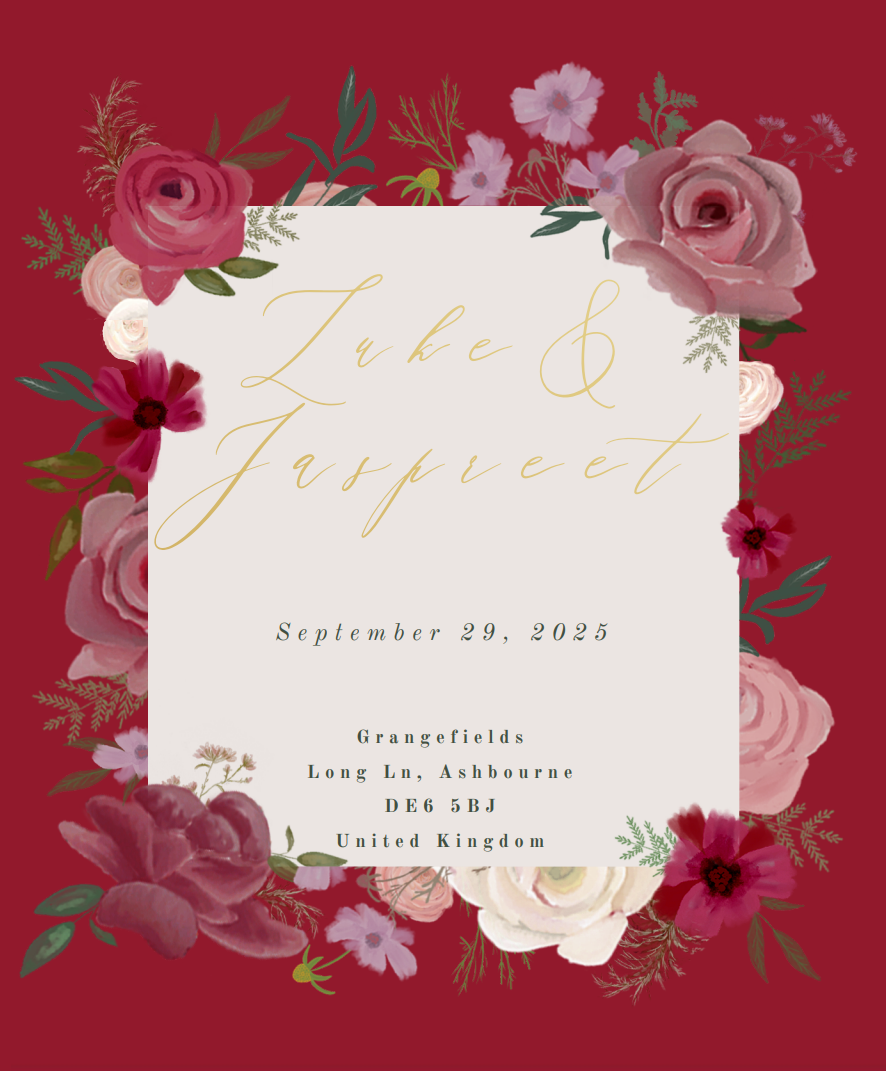 Luke &
Jaspreet
September 29, 2025
Grangefields
Long Ln, Ashbourne
DE6 5BJ
United Kingdom